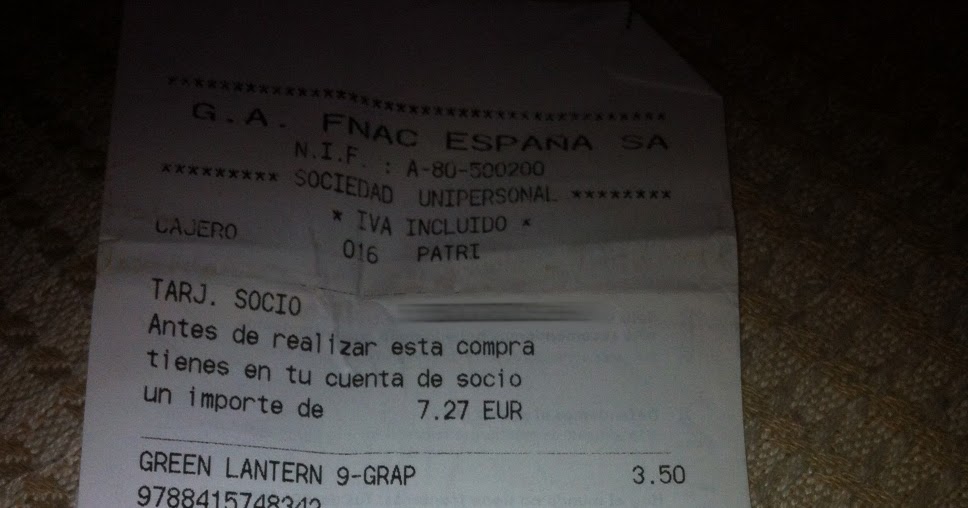 ****************************************
G.A. FNAC ESPAÑA SA
N.I.F. : A-80-500200
********* SOCIEDAD UNIPERSONAL ********
* IVA INCLUIDO *
CAJERO 016 PATRI
TARJ. SOCIO
Antes de realizar esta compra
tienes en tu cuenta de socio
un importe de 7.27 EUR
GREEN LANTERN 9-GRAP 3.50
9788415748342